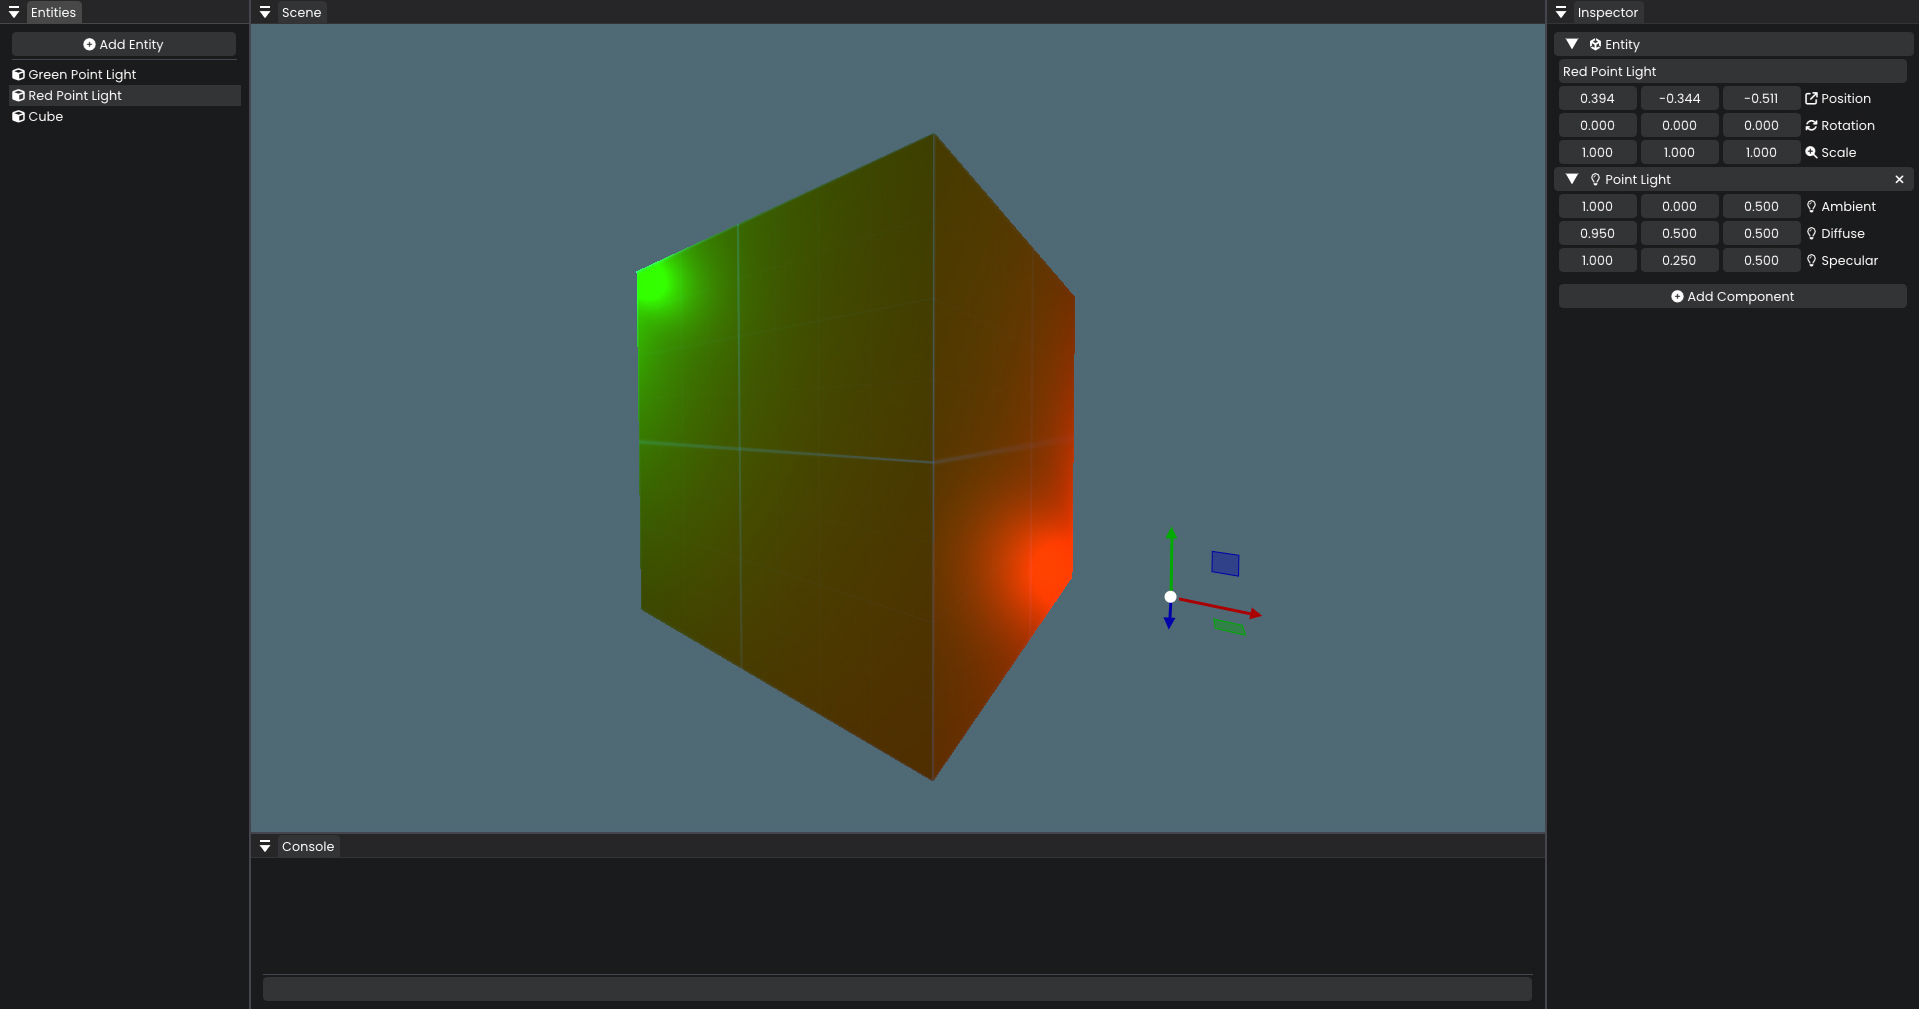 Entities
Add Entity
Green Point Light
Red Point Light
Cube
Scene
Console
Inspector
Entity
Red Point Light
0.394 -0.344 -0.511 Position
0.000 0.000 0.000 Rotation
1.000 1.000 1.000 Scale
Point Light
1.000 0.000 0.500 Ambient
0.950 0.500 0.500 Diffuse
1.000 0.250 0.500 Specular
Add Component